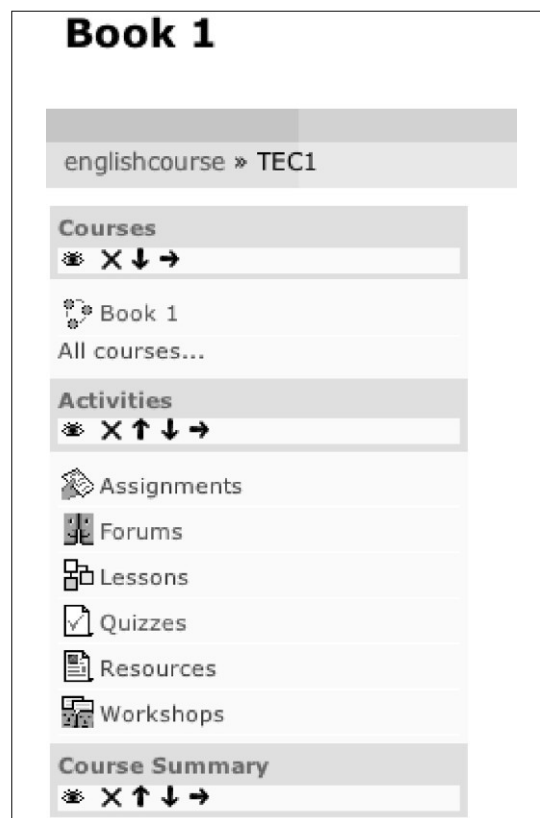 Book 1
englishcourse » TEC1
Courses
Book 1
All courses...
Activities
Assignments
Forums
Lessons
Quizzes
Resources
Workshops
Course Summary